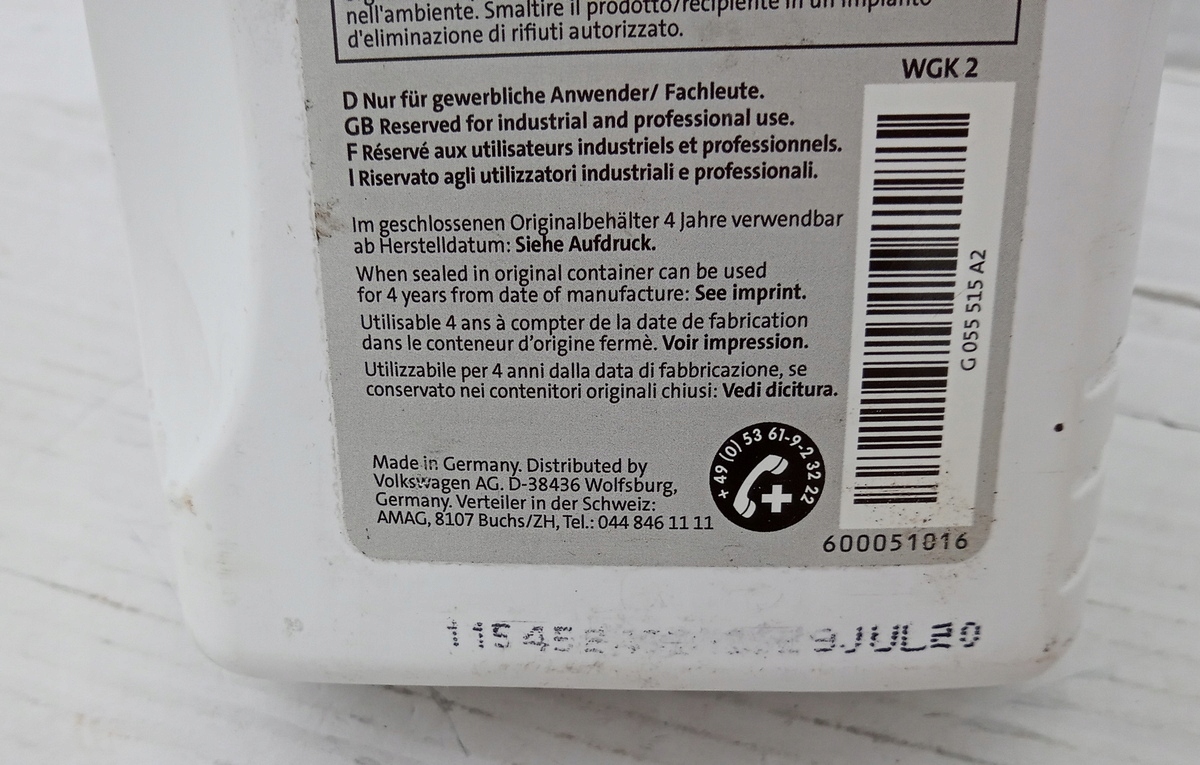 nell'ambiente. Smaltire il prodotto/recipiente in un impianto
d'eliminazione di rifiuti autorizzato.
WGK 2
D Nur für gewerbliche Anwender/ Fachleute.
GB Reserved for industrial and professional use.
F Réservé aux utilisateurs industriels et professionnels.
I Riservato agli utilizzatori industriali e professionali.
Im geschlossenen Originalbehälter 4 Jahre verwendbar
ab Herstelldatum: Siehe Aufdruck.
When sealed in original container can be used
for 4 years from date of manufacture: See imprint.
Utilisable 4 ans à compter de la date de fabrication
dans le conteneur d'origine fermè. Voir impression.
Utilizzabile per 4 anni dalla data di fabbricazione, se
conservato nei contenitori originali chiusi: Vedi dicitura.
G 055 515 A2
Made in Germany. Distributed by
Volkswagen AG. D-38436 Wolfsburg,
Germany. Verteiler in der Schweiz:
AMAG, 8107 Buchs/ZH, Tel.: 044 846 11 11
+ 49 (0) 53 61-9-2 32 22
600051016
115 45